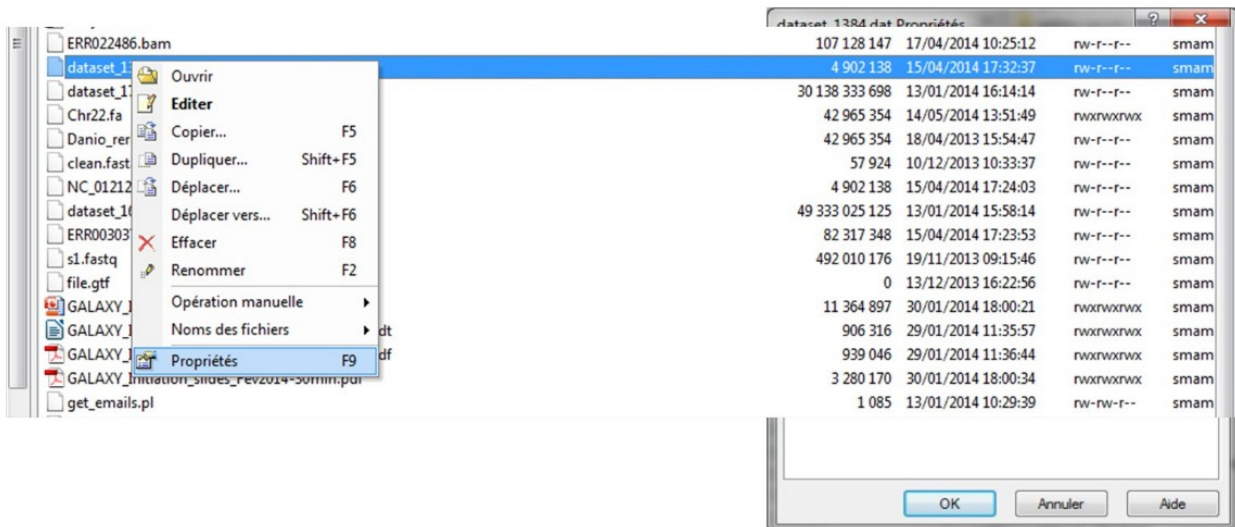 dataset_1384.dat Propriétés
ERR022486.bam 107 128 147 17/04/2014 10:25:12 rw-r--r-- smam
dataset_13 4 902 138 15/04/2014 17:32:37 rw-r--r-- smam
dataset_17 30 138 333 698 13/01/2014 16:14:14 rw-r--r-- smam
Chr22.fa 42 965 354 14/05/2014 13:51:49 rwxrwxrwx smam
Danio_rer 42 965 354 18/04/2013 15:54:47 rw-r--r-- smam
clean.fast 57 924 10/12/2013 10:33:37 rw-r--r-- smam
NC_01212 4 902 138 15/04/2014 17:24:03 rw-r--r-- smam
dataset_16 49 333 025 125 13/01/2014 15:58:14 rw-r--r-- smam
ERR00303 82 317 348 15/04/2014 17:23:53 rw-r--r-- smam
s1.fastq 492 010 176 19/11/2013 09:15:46 rw-r--r-- smam
file.gtf 0 13/12/2013 16:22:56 rw-r--r-- smam
GALAXY_I 11 364 897 30/01/2014 18:00:21 rwxrwxrwx smam
GALAXY_I dt 906 316 29/01/2014 11:35:57 rwxrwxrwx smam
GALAXY_I df 939 046 29/01/2014 11:36:44 rwxrwxrwx smam
GALAXY_Initiation_slides_Fev2014-30min.pdf 3 280 170 30/01/2014 18:00:34 rwxrwxrwx smam
get_emails.pl 1 085 13/01/2014 10:29:39 rw-rw-r-- smam
Ouvrir
Editer
Copier... F5
Dupliquer... Shift+F5
Déplacer... F6
Déplacer vers... Shift+F6
Effacer F8
Renommer F2
Opération manuelle
Noms des fichiers
Propriétés F9
OK Annuler Aide